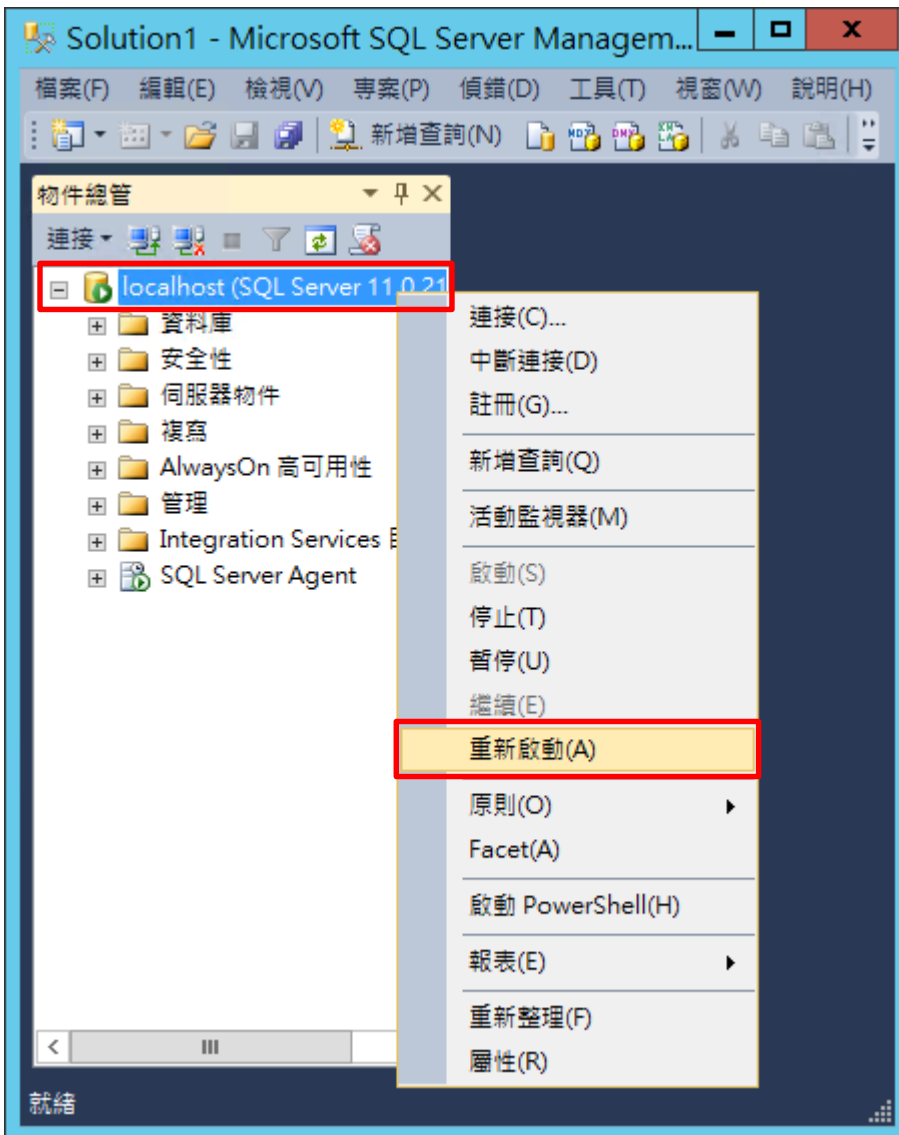 Solution1 - Microsoft SQL Server Managem...
檔案(F) 編輯(E) 檢視(V) 專案(P) 偵錯(D) 工具(T) 視窗(W) 說明(H)
新增查詢(N)
物件總管
連接
localhost (SQL Server 11.0.21
資料庫
安全性
伺服器物件
複寫
AlwaysOn 高可用性
管理
Integration Services
SQL Server Agent
連接(C)...
中斷連接(D)
註冊(G)...
新增查詢(Q)
活動監視器(M)
啟動(S)
停止(T)
暫停(U)
繼續(E)
重新啟動(A)
原則(O)
Facet(A)
啟動 PowerShell(H)
報表(E)
重新整理(F)
屬性(R)
就緒